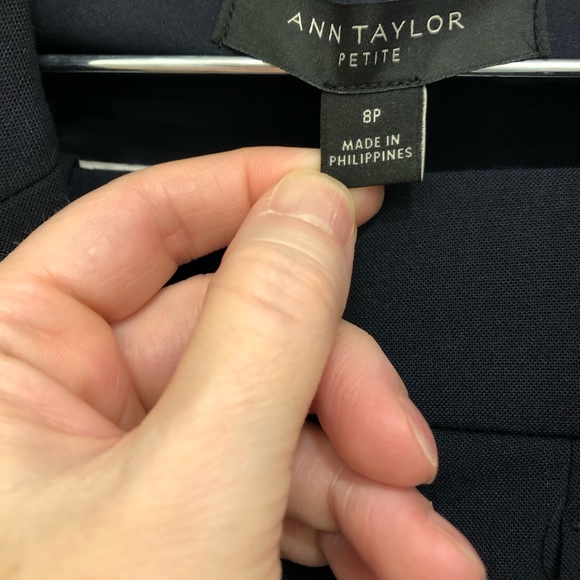 ANN TAYLOR
PETITE
8P
MADE IN
PHILIPPINES